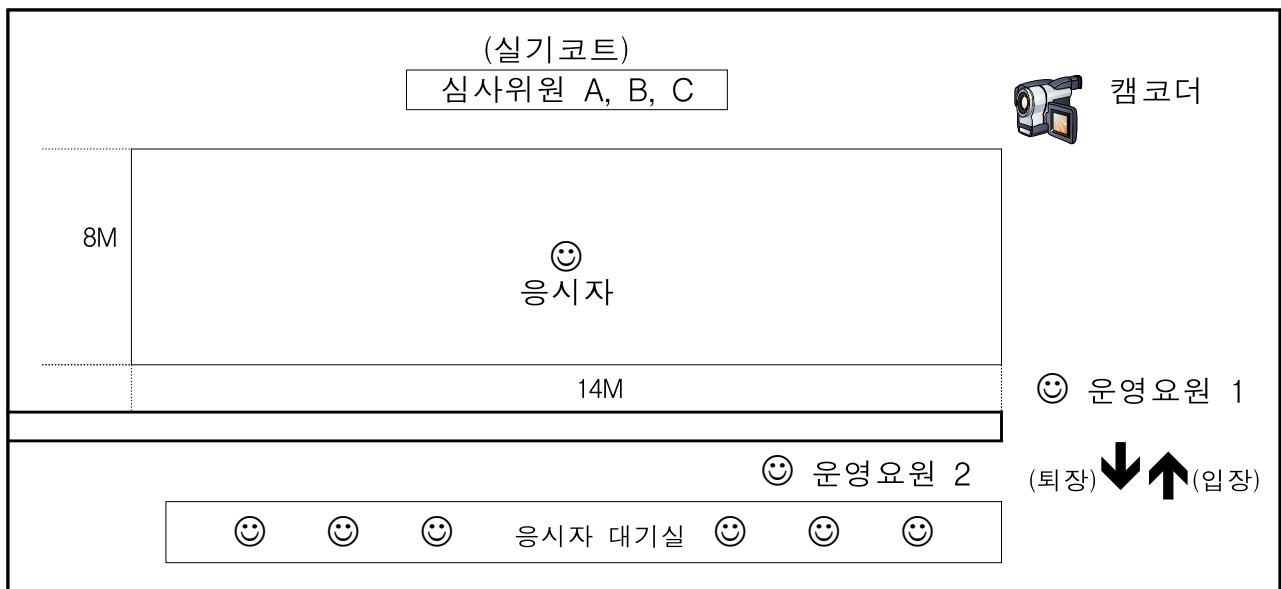 (실기코트)
심사위원 A, B, C
캠코더
8M
응시자
14M
운영요원 1
운영요원 2
(퇴장)
(입장)
응시자 대기실